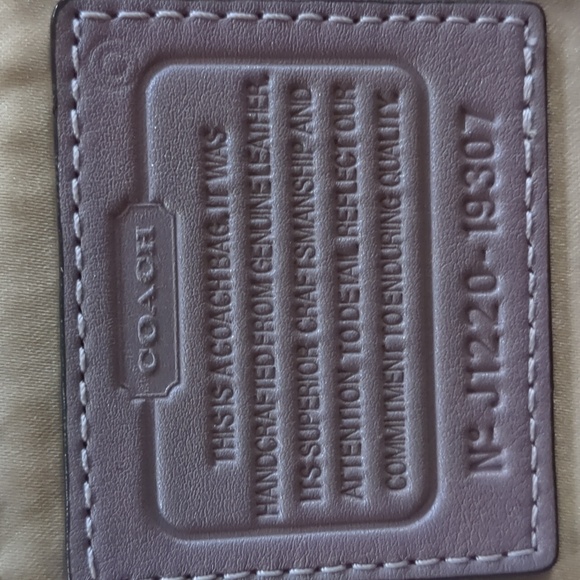 COACH
THIS IS A COACH BAG. IT WAS
HANDCRAFTED FROM GENUINE LEATHER.
ITS SUPERIOR CRAFTSMANSHIP AND
ATTENTION TO DETAIL REFLECT OUR
COMMITMENT TO ENDURING QUALITY.
Nº J1220-19307